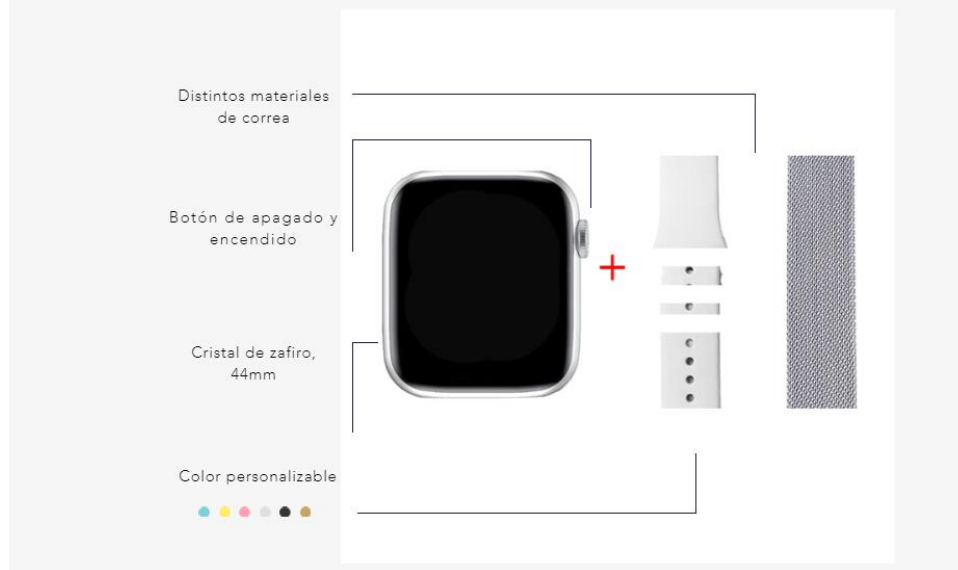 Distintos materiales
de correa
Botón de apagado y
encendido
Cristal de zafiro,
44mm
Color personalizable